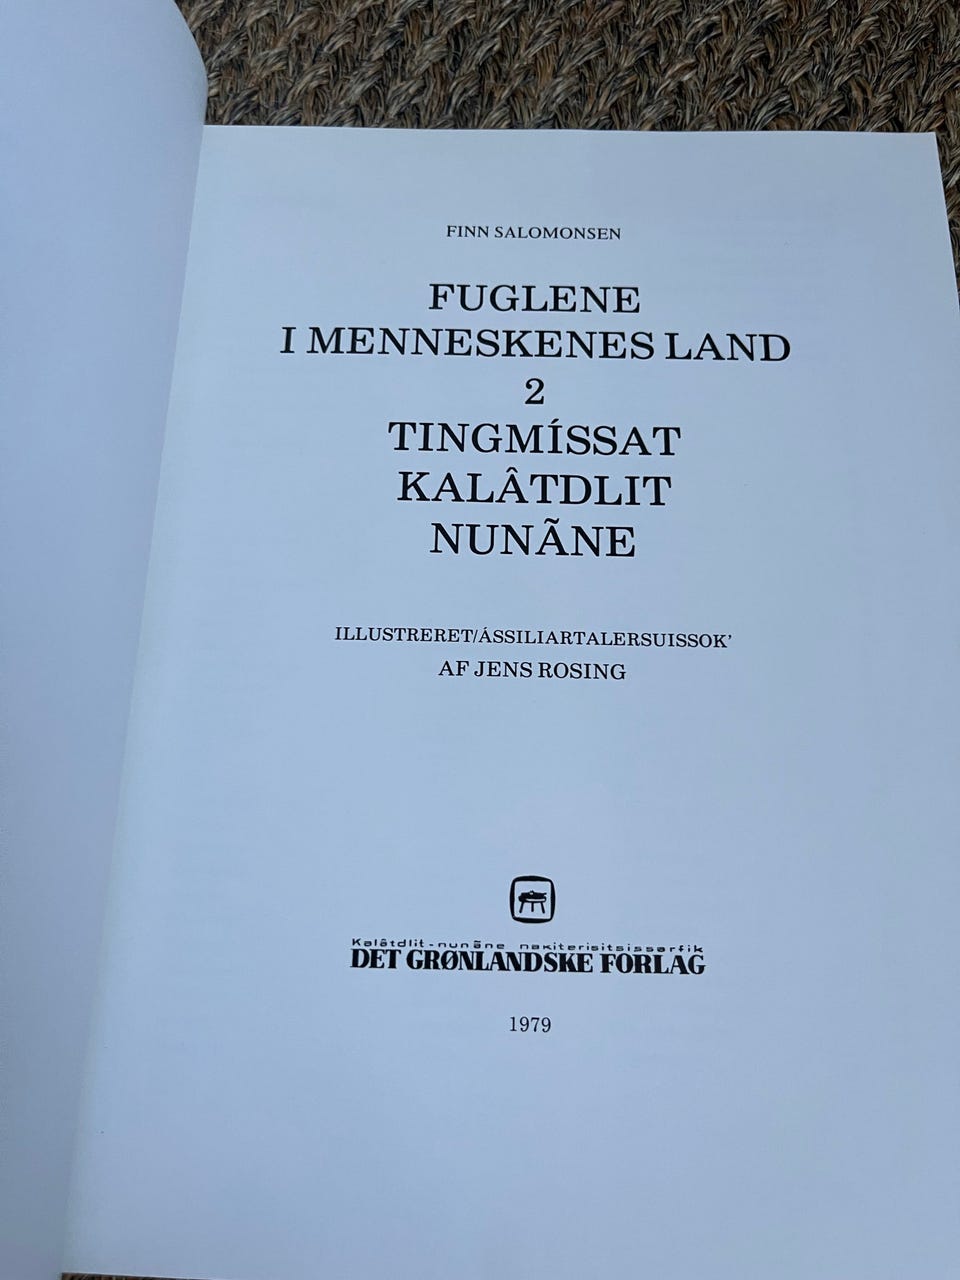 FINN SALOMONSEN
FUGLENE
I MENNESKENES LAND
2
TINGMÍSSAT
KALÂTDLIT
NUNÃNE
ILLUSTRERET/ÁSSILIARTALERSUISSOK’
AF JENS ROSING
Kalâtdlit-nunãne naĸiterisitsissarfik
DET GRØNLANDSKE FORLAG
1979